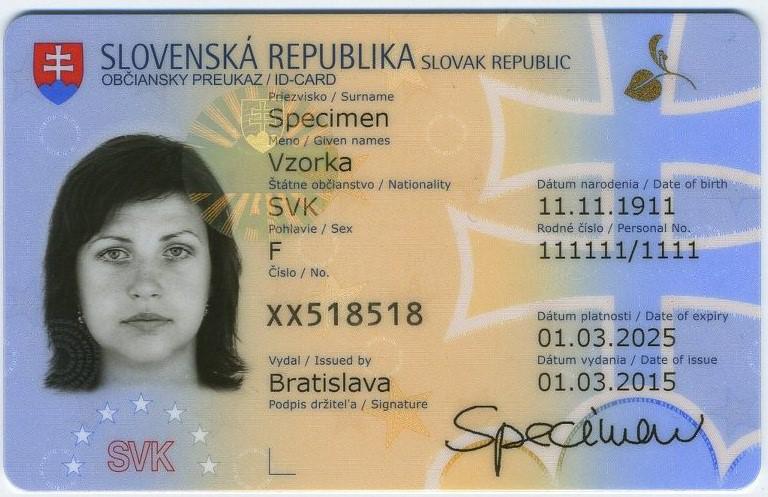 SLOVENSKÁ REPUBLIKA SLOVAK REPUBLIC
OBČIANSKY PREUKAZ / ID-CARD
Priezvisko / Surname
Specimen
Meno / Given names
Vzorka
Štátne občianstvo / Nationality
SVK
Dátum narodenia / Date of birth
11.11.1911
Pohlavie / Sex
F
Rodné číslo / Personal No.
111111/1111
Číslo / No.
XX518518
Dátum platnosti / Date of expiry
01.03.2025
Vydal / Issued by
Bratislava
Dátum vydania / Date of issue
01.03.2015
Podpis držiteľa / Signature
Specimen
SVK